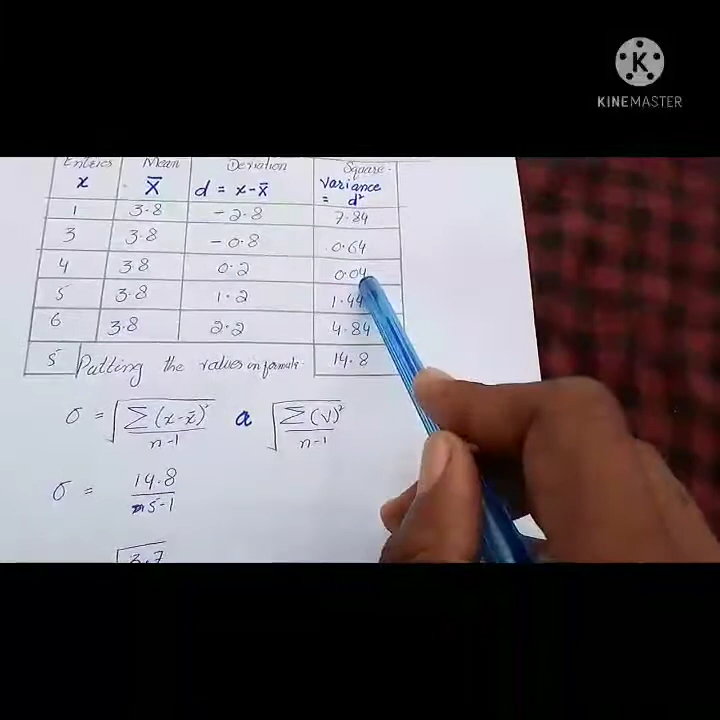 KINEMASTER
Entries Mean Deviation Square
x X̄ d = x-x̄ Variance = d²
1 3.8 -2.8 7.84
3 3.8 -0.8 0.64
4 3.8 0.2 0.04
5 3.8 1.2 1.44
6 3.8 2.2 4.84
5 Putting the values in formula 14.8
σ = √Σ(x-x̄)²/n-1 a √Σ(V)²/n-1
σ = 14.8/5-1
√3.7